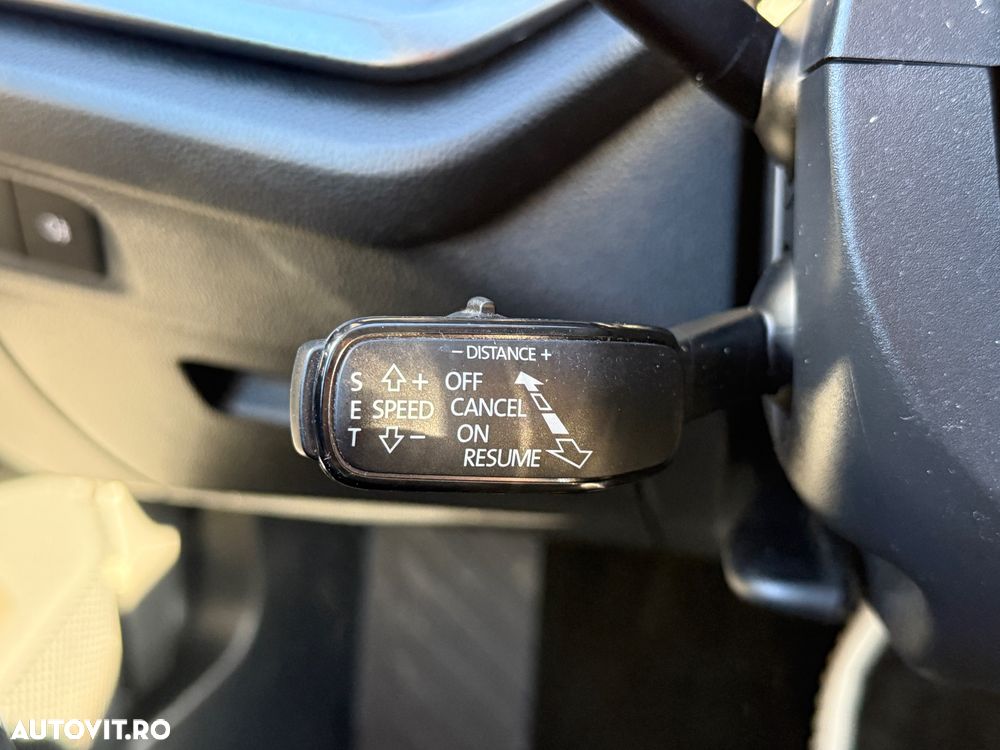 – DISTANCE +
S + OFF
E SPEED CANCEL
T – ON
RESUME
AUTOVIT.RO